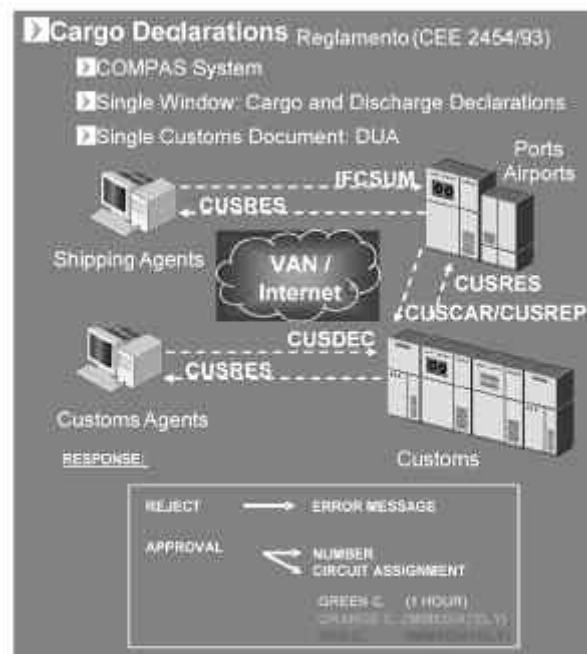 Cargo Declarations Reglamento (CEE 2454/93)
COMPAS System
Single Window: Cargo and Discharge Declarations
Single Customs Document: DUA
Ports
Airports
IFCSUM
CUSRES
Shipping Agents
VAN /
Internet
CUSRES
CUSCAR/CUSREP
CUSDEC
CUSRES
Customs Agents
Customs
RESPONSE:
REJECT ERROR MESSAGE
APPROVAL NUMBER
CIRCUIT ASSIGNMENT
GREEN C. (1 HOUR)
ORANGE C.